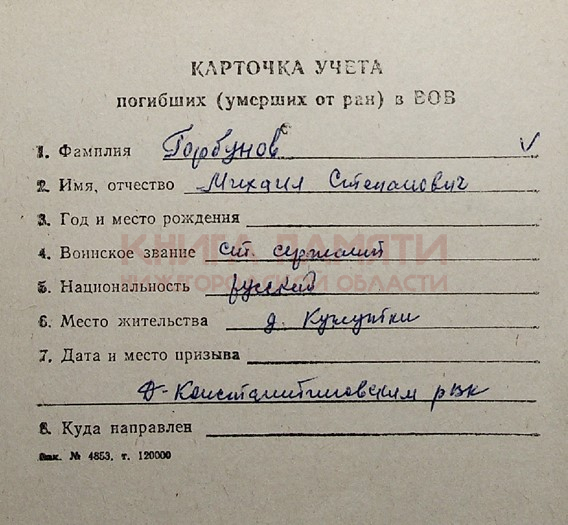 КАРТОЧКА УЧЕТА
погибших (умерших от ран) в ВОВ
1. Фамилия Горбунов
2. Имя, отчество Михаил Степанович
3. Год и место рождения
КНИГА ПАМЯТИ
4. Воинское звание ст. сержант
НИЖЕГОРОДСКОЙ ОБЛАСТИ
5. Национальность русский
6. Место жительства д. Кужутки
7. Дата и место призыва
Д-Константиновским рвк
8. Куда направлен
Зак. № 4853, т. 120000